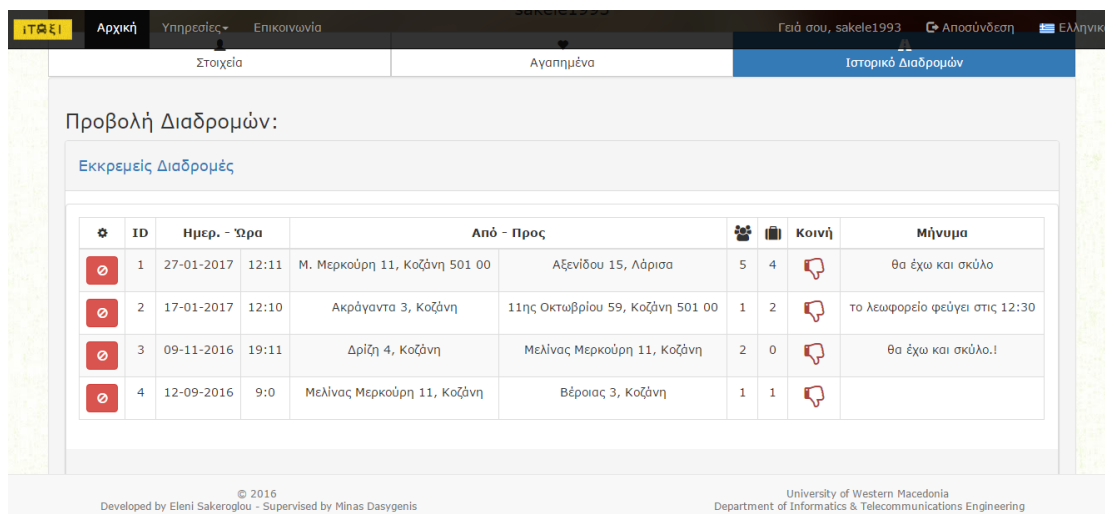 sakele1993
iTΩξι Αρχική Υπηρεσίες Επικοινωνία Γειά σου, sakele1993 Αποσύνδεση
Στοιχεία Αγαπημένα Ιστορικό Διαδρομών
Προβολή Διαδρομών:
Εκκρεμείς Διαδρομές
ID Ημερ. - Ώρα Από - Προς Κοινή Μήνυμα
1 27-01-2017 12:11 Μ. Μερκούρη 11, Κοζάνη 501 00 Αξενίδου 15, Λάρισα 5 4 θα έχω και σκύλο
2 17-01-2017 12:10 Ακράγαντα 3, Κοζάνη 11ης Οκτωβρίου 59, Κοζάνη 501 00 1 2 το λεωφορείο φεύγει στις 12:30
3 09-11-2016 19:11 Δρίζη 4, Κοζάνη Μελίνας Μερκούρη 11, Κοζάνη 2 0 θα έχω και σκύλο.!
4 12-09-2016 9:0 Μελίνας Μερκούρη 11, Κοζάνη Βέροιας 3, Κοζάνη 1 1
© 2016 University of Western Macedonia
Developed by Eleni Sakeroglou - Supervised by Minas Dasygenis Department of Informatics & Telecommunications Engineering